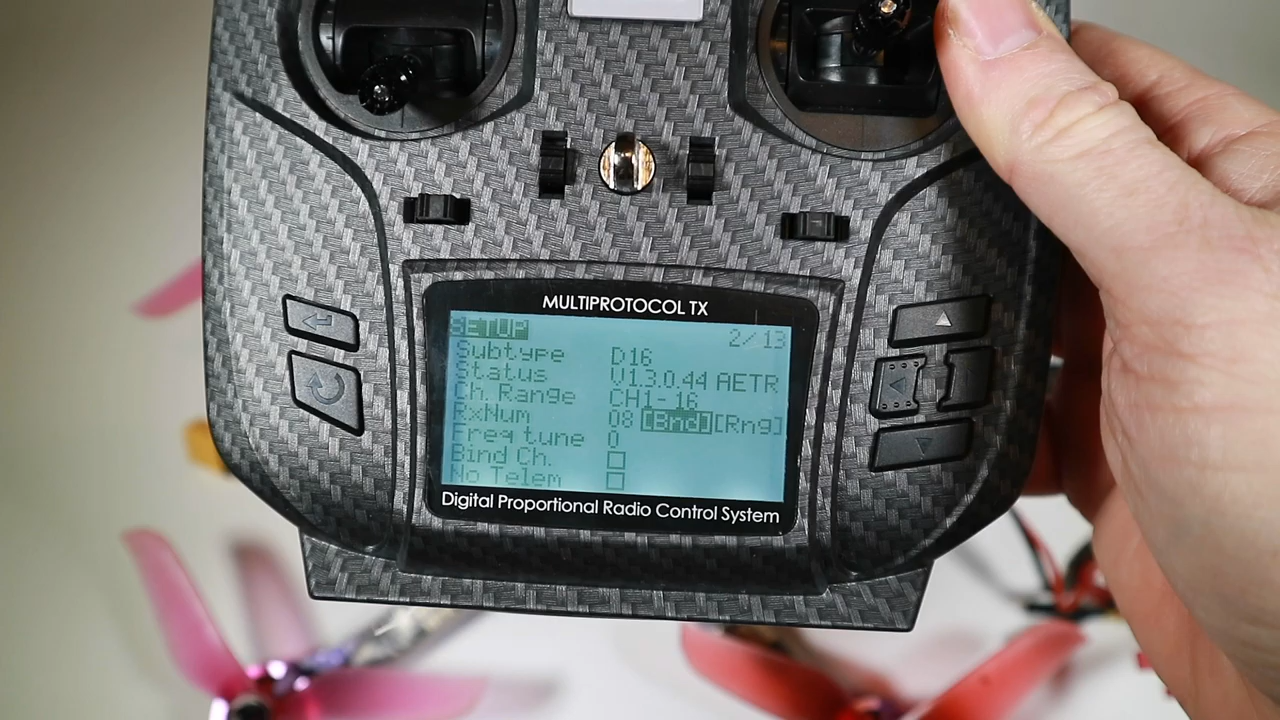 MULTIPROTOCOL TX
SETUP 2/13
Subtype D16
Status V1.3.0.44 AETR
Ch. Range CH1-16
RxNum 08 [Bnd] [Rng]
Freq tune 0
Bind Ch.
No Telem
Digital Proportional Radio Control System